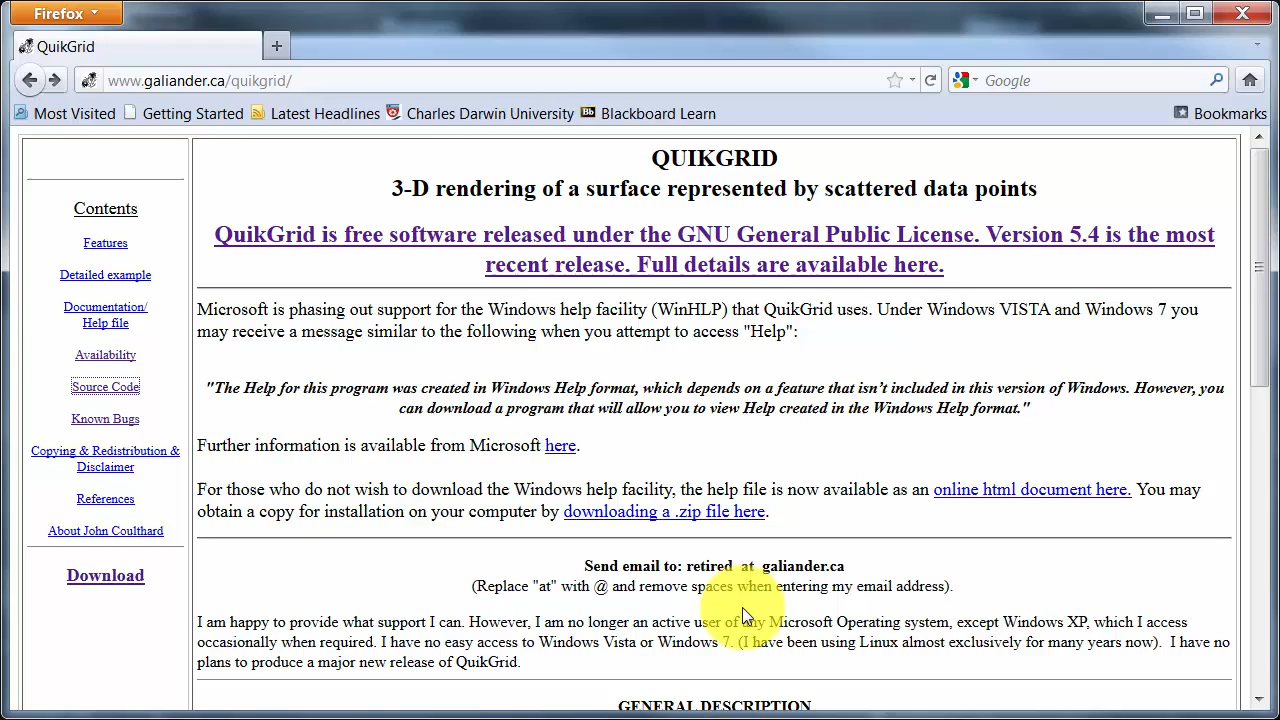 Firefox
QuikGrid
www.galiander.ca/quikgrid/
Google
Most Visited
Getting Started
Latest Headlines
Charles Darwin University
Bb
Blackboard Learn
Bookmarks
Contents
Features
Detailed example
Documentation/
Help file
Availability
Source Code
Known Bugs
Copying & Redistribution &
Disclaimer
References
About John Coulthard
Download
QUIKGRID
3-D rendering of a surface represented by scattered data points
QuikGrid is free software released under the GNU General Public License. Version 5.4 is the most
recent release. Full details are available here.
Microsoft is phasing out support for the Windows help facility (WinHLP) that QuikGrid uses. Under Windows VISTA and Windows 7 you
may receive a message similar to the following when you attempt to access "Help":
"The Help for this program was created in Windows Help format, which depends on a feature that isn't included in this version of Windows. However, you
can download a program that will allow you to view Help created in the Windows Help format."
Further information is available from Microsoft here.
For those who do not wish to download the Windows help facility, the help file is now available as an online html document here. You may
obtain a copy for installation on your computer by downloading a .zip file here.
Send email to: retired at galiander.ca
(Replace "at" with @ and remove spaces when entering my email address).
I am happy to provide what support I can. However, I am no longer an active user of any Microsoft Operating system, except Windows XP, which I access
occasionally when required. I have no easy access to Windows Vista or Windows 7. (I have been using Linux almost exclusively for many years now). I have no
plans to produce a major new release of QuikGrid.
GENERAL DESCRIPTION